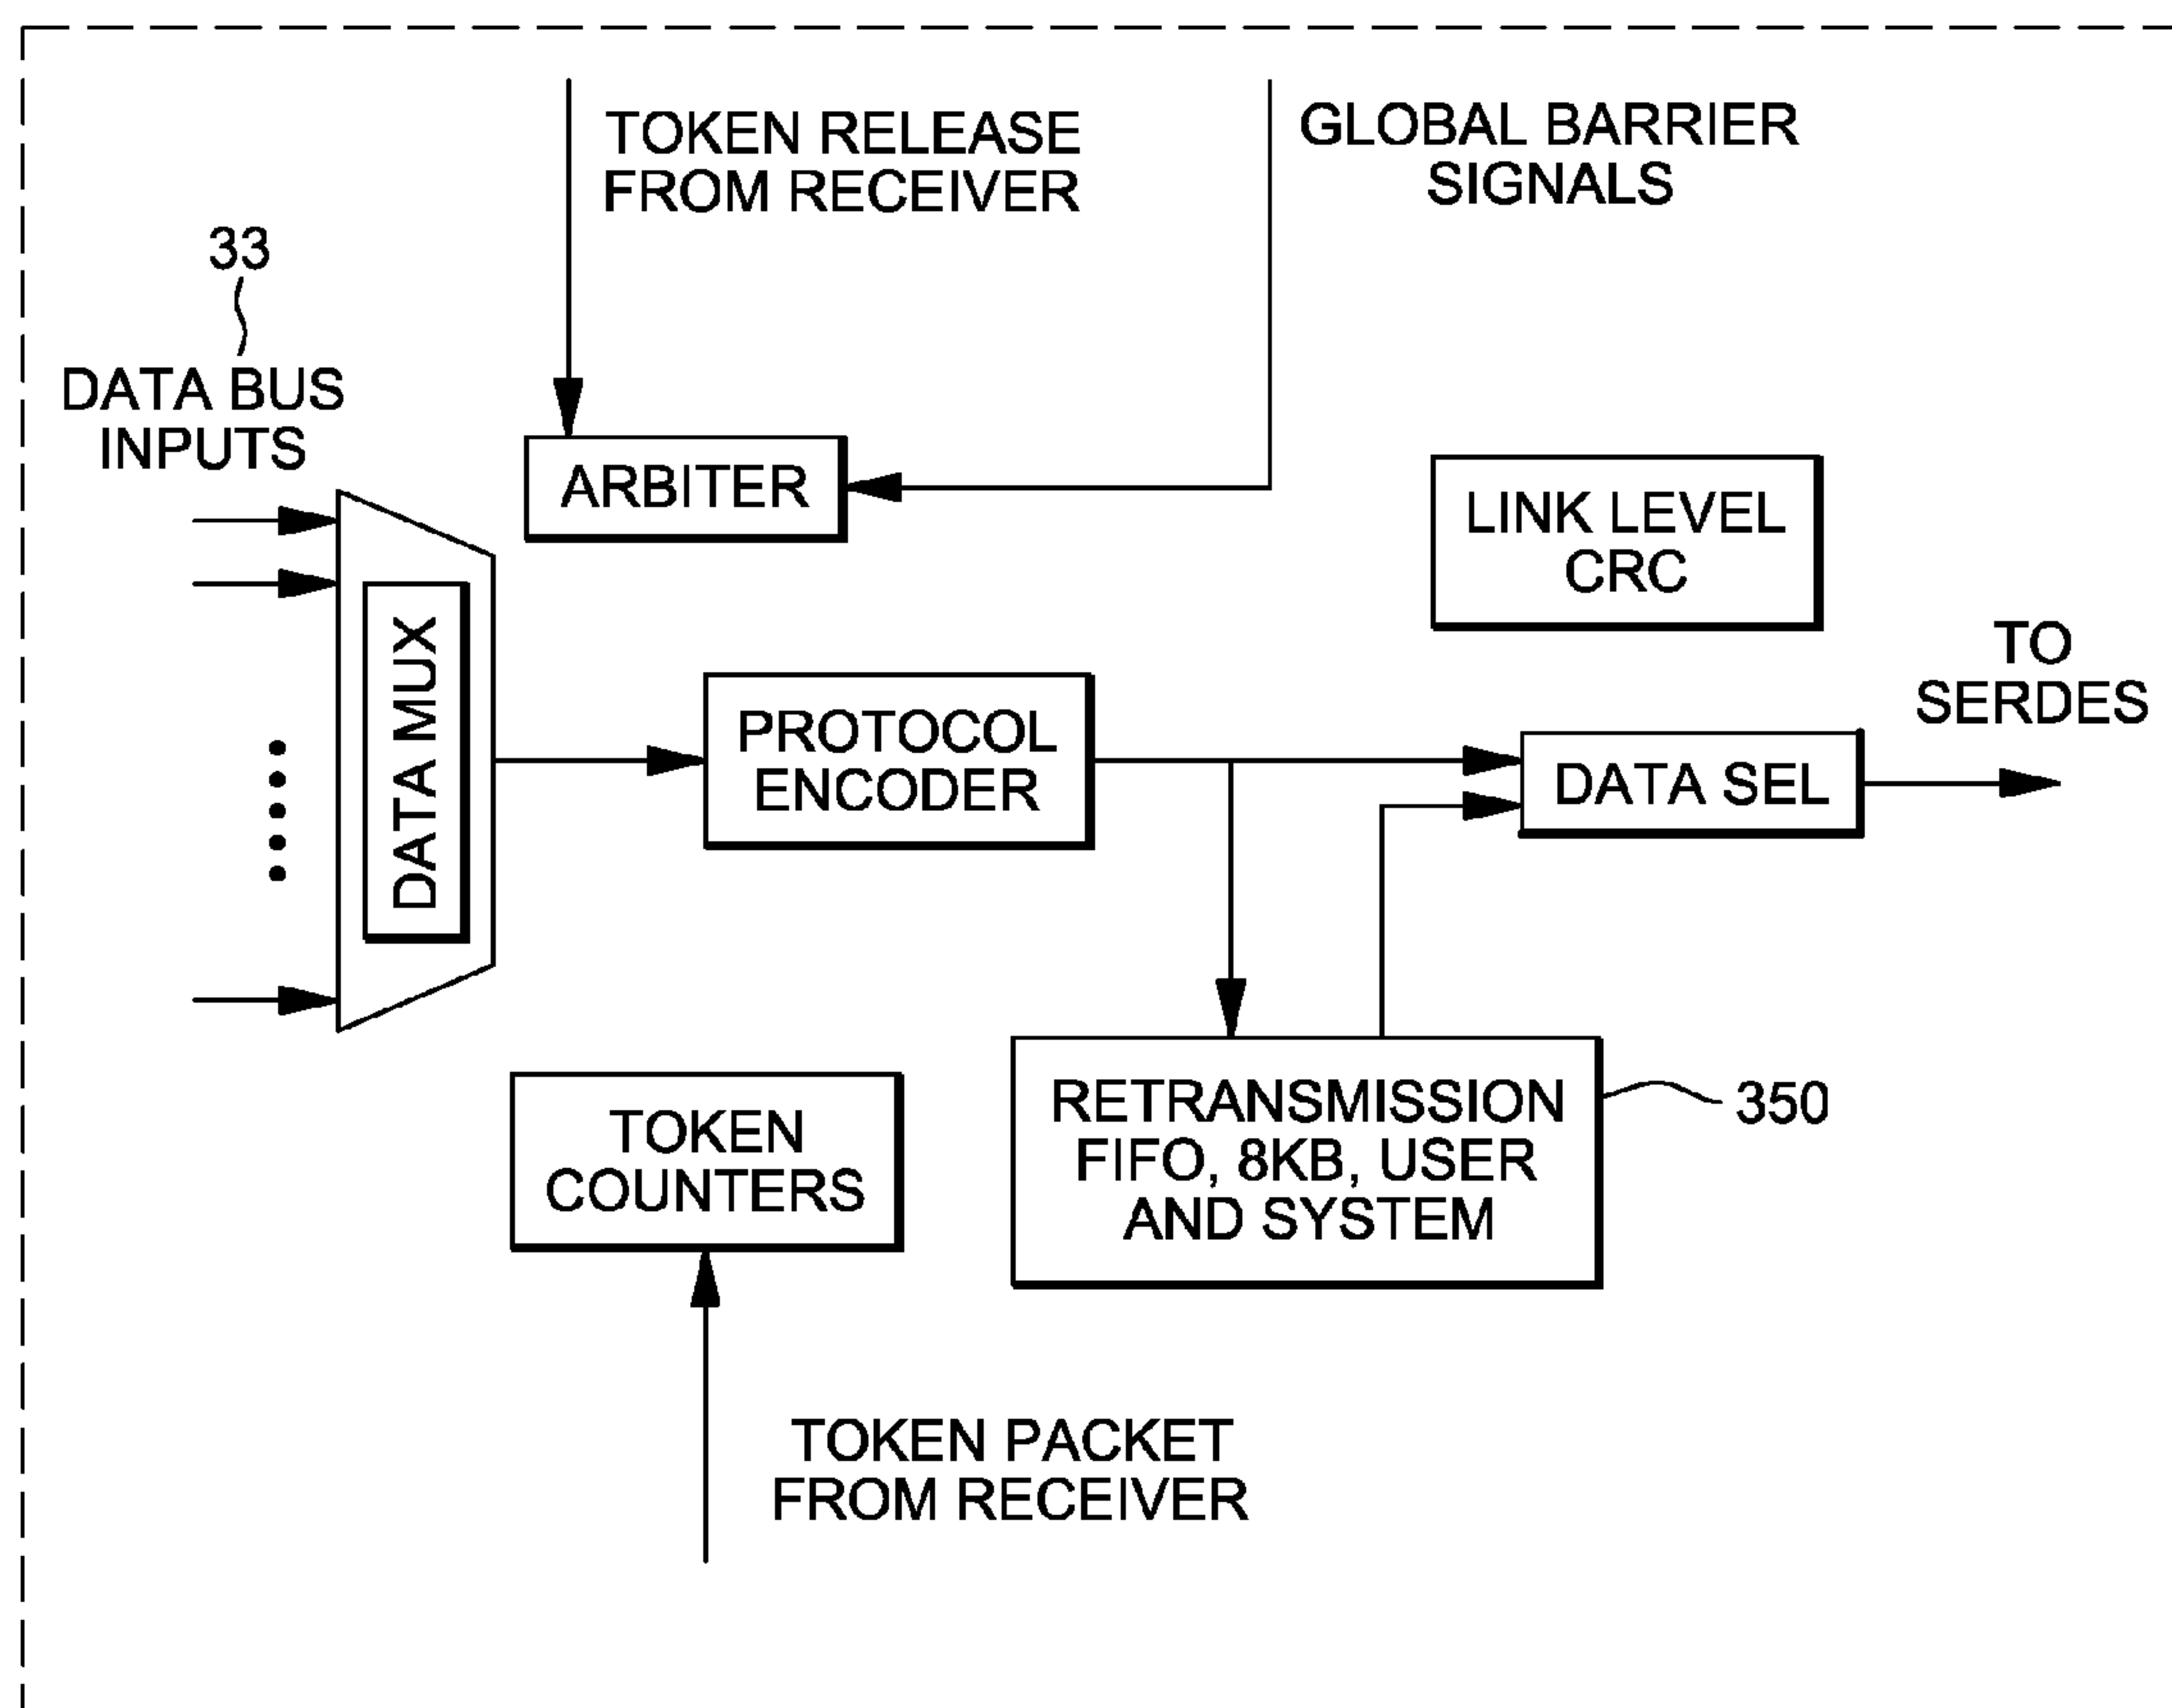 TOKEN RELEASE
FROM RECEIVER
GLOBAL BARRIER
SIGNALS
33
DATA BUS
INPUTS
ARBITER
LINK LEVEL
CRC
DATA MUX
PROTOCOL
ENCODER
TO
SERDES
DATA SEL
TOKEN
COUNTERS
RETRANSMISSION
FIFO, 8KB, USER
AND SYSTEM
350
TOKEN PACKET
FROM RECEIVER